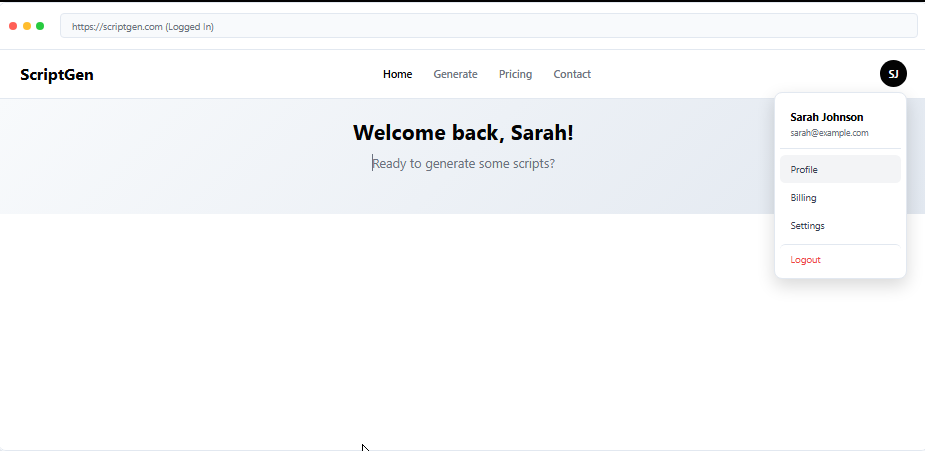 https://scriptgen.com (Logged In)
ScriptGen
Home Generate Pricing Contact
SJ
Welcome back, Sarah!
Ready to generate some scripts?
Sarah Johnson
sarah@example.com
Profile
Billing
Settings
Logout